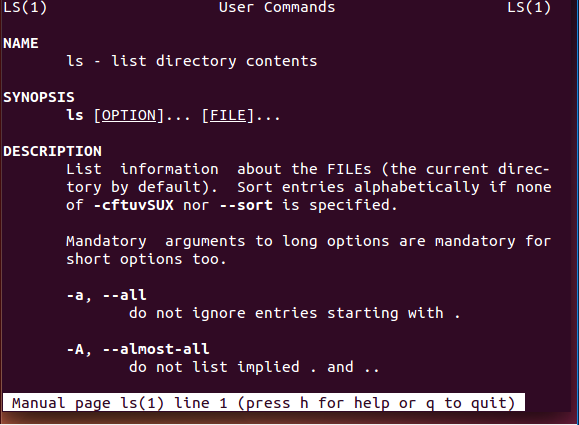 LS(1) User Commands LS(1)
NAME
ls - list directory contents
SYNOPSIS
ls [OPTION]... [FILE]...
DESCRIPTION
List information about the FILEs (the current direc-
tory by default). Sort entries alphabetically if none
of -cftuvSUX nor --sort is specified.
Mandatory arguments to long options are mandatory for
short options too.
-a, --all
do not ignore entries starting with .
-A, --almost-all
do not list implied . and ..
Manual page ls(1) line 1 (press h for help or q to quit)